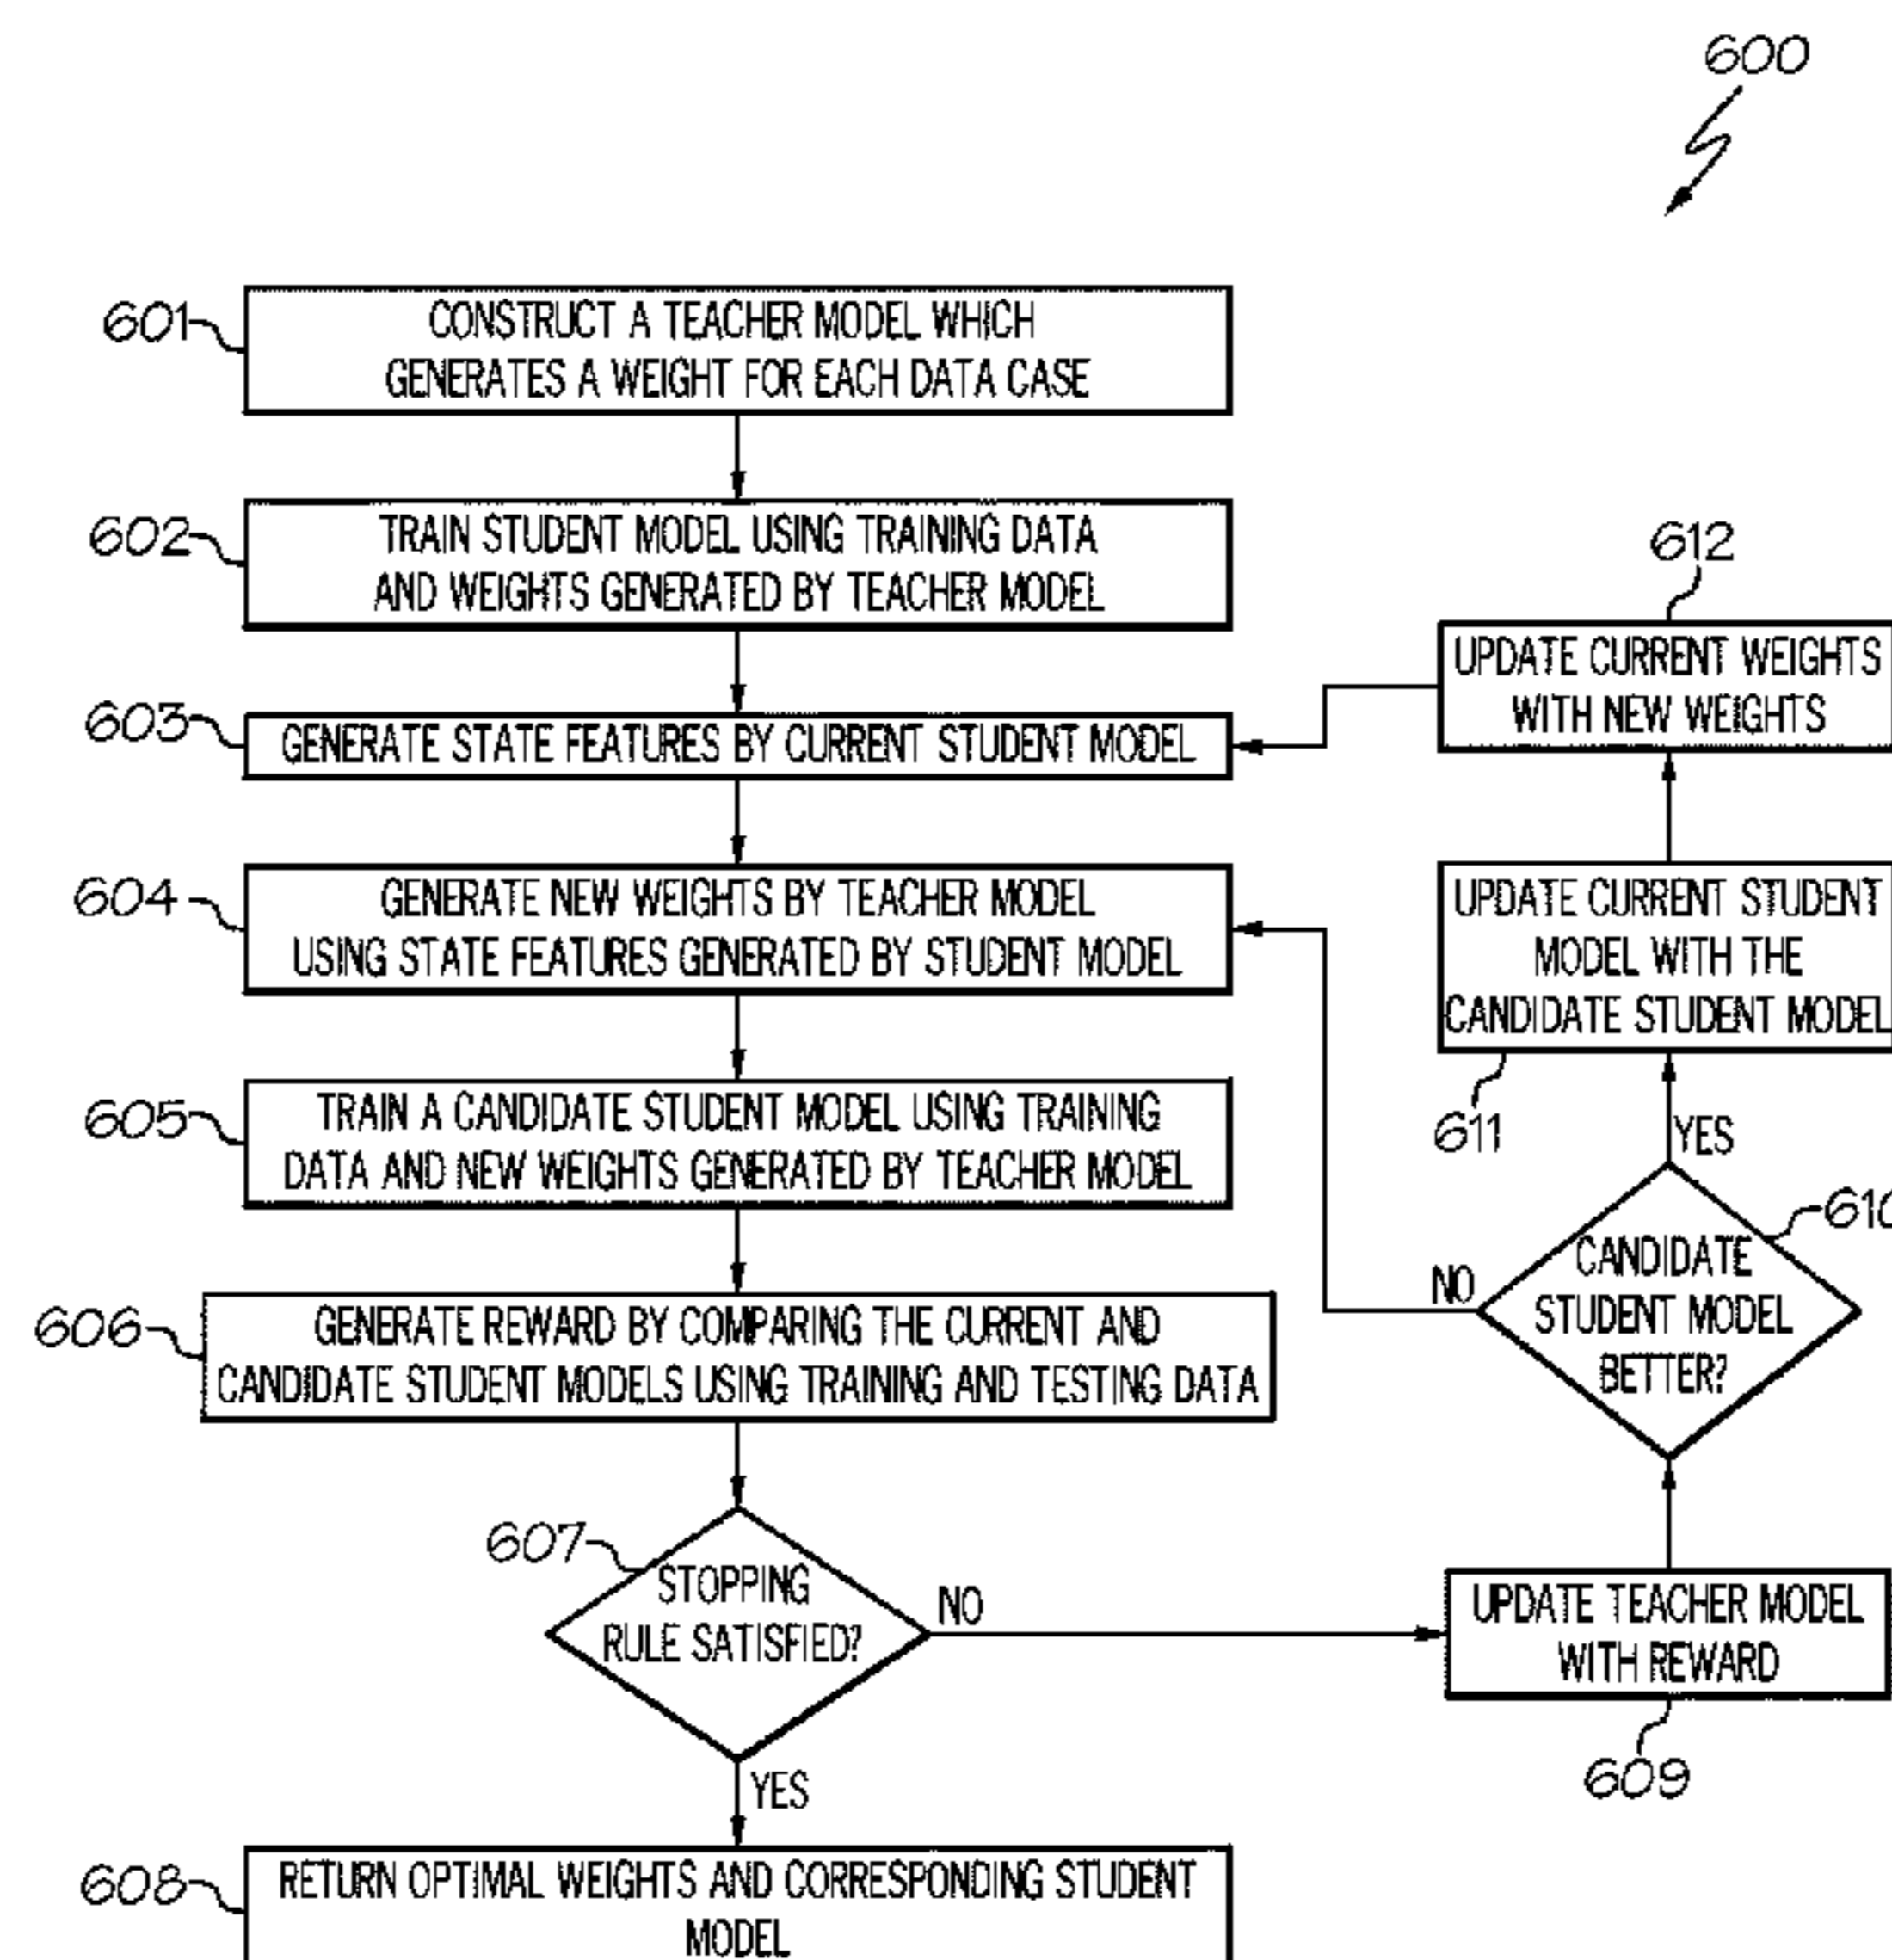 600
601
CONSTRUCT A TEACHER MODEL WHICH
GENERATES A WEIGHT FOR EACH DATA CASE
602
TRAIN STUDENT MODEL USING TRAINING DATA
AND WEIGHTS GENERATED BY TEACHER MODEL
603
GENERATE STATE FEATURES BY CURRENT STUDENT MODEL
604
GENERATE NEW WEIGHTS BY TEACHER MODEL
USING STATE FEATURES GENERATED BY STUDENT MODEL
605
TRAIN A CANDIDATE STUDENT MODEL USING TRAINING
DATA AND NEW WEIGHTS GENERATED BY TEACHER MODEL
606
GENERATE REWARD BY COMPARING THE CURRENT AND
CANDIDATE STUDENT MODELS USING TRAINING AND TESTING DATA
607
STOPPING
RULE SATISFIED?
NO
YES
608
RETURN OPTIMAL WEIGHTS AND CORRESPONDING STUDENT
MODEL
612
UPDATE CURRENT WEIGHTS
WITH NEW WEIGHTS
UPDATE CURRENT STUDENT
MODEL WITH THE
CANDIDATE STUDENT MODEL
611
YES
610
CANDIDATE
STUDENT MODEL
BETTER?
NO
UPDATE TEACHER MODEL
WITH REWARD
609